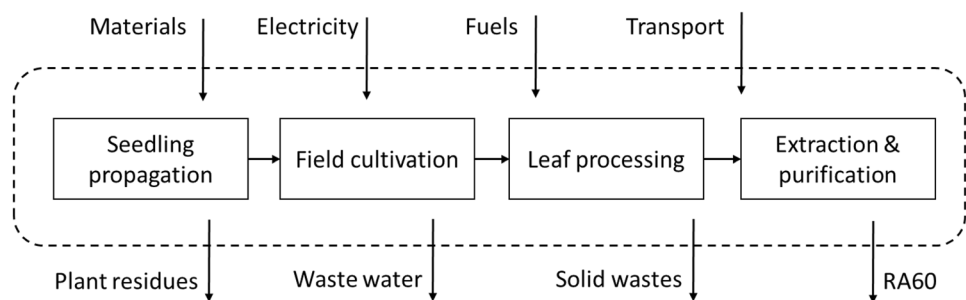 Materials
Electricity
Fuels
Transport
Seedling
propagation
Field cultivation
Leaf processing
Extraction &
purification
Plant residues
Waste water
Solid wastes
RA60